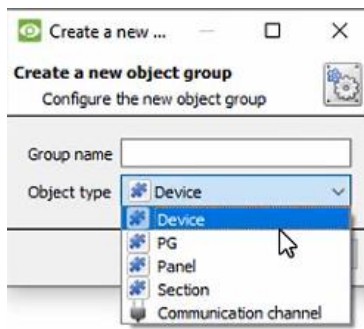 Create a new ...
Create a new object group
Configure the new object group
Group name
Object type Device
Device
PG
Panel
Section
Communication channel